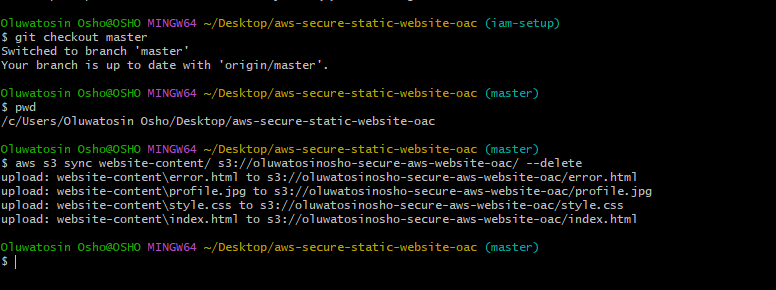 Oluwatosin Osho@OSHO MINGW64 ~/Desktop/aws-secure-static-website-oac (iam-setup)
$ git checkout master
Switched to branch 'master'
Your branch is up to date with 'origin/master'.
Oluwatosin Osho@OSHO MINGW64 ~/Desktop/aws-secure-static-website-oac (master)
$ pwd
/c/Users/Oluwatosin Osho/Desktop/aws-secure-static-website-oac
Oluwatosin Osho@OSHO MINGW64 ~/Desktop/aws-secure-static-website-oac (master)
$ aws s3 sync website-content/ s3://oluwatosinosho-secure-aws-website-oac/ --delete
upload: website-content\error.html to s3://oluwatosinosho-secure-aws-website-oac/error.html
upload: website-content\profile.jpg to s3://oluwatosinosho-secure-aws-website-oac/profile.jpg
upload: website-content\style.css to s3://oluwatosinosho-secure-aws-website-oac/style.css
upload: website-content\index.html to s3://oluwatosinosho-secure-aws-website-oac/index.html
Oluwatosin Osho@OSHO MINGW64 ~/Desktop/aws-secure-static-website-oac (master)
$